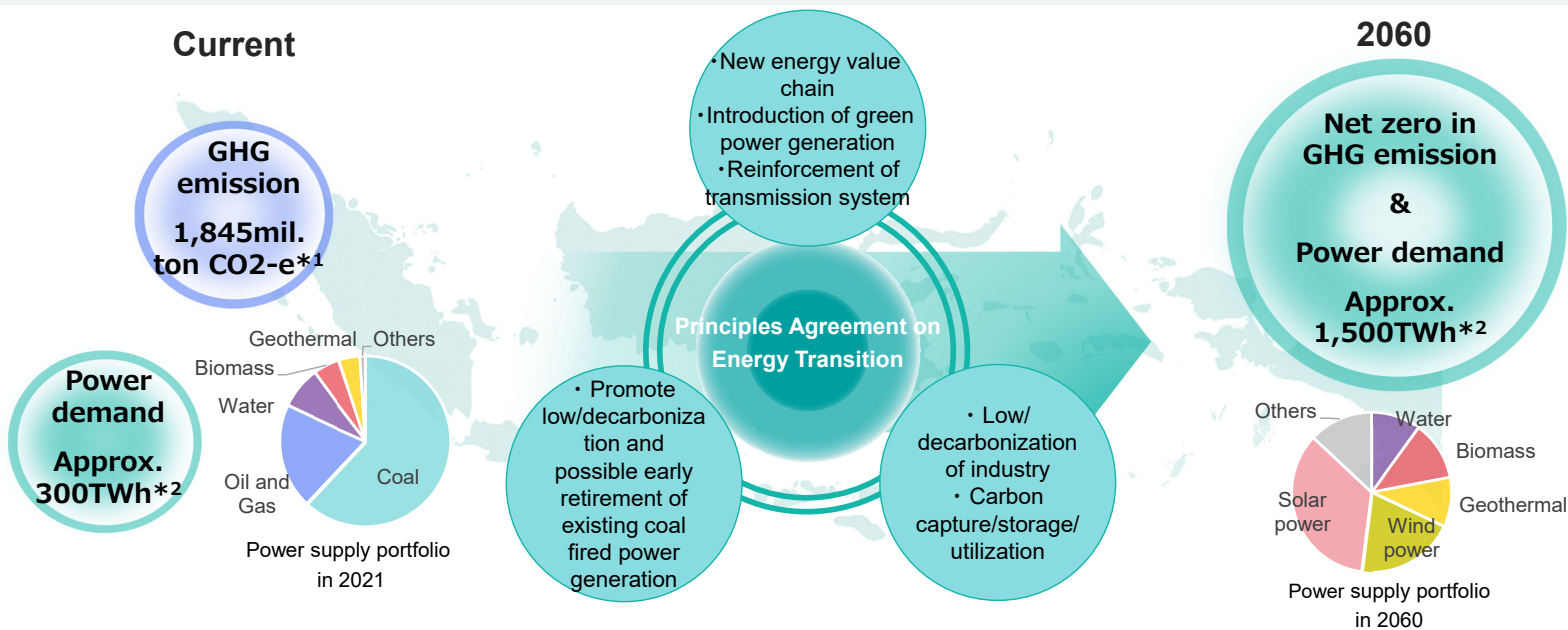 Current
GHG
emission
1,845mil.
ton CO2-e*1
Power
demand
Approx.
300TWh*2
Geothermal
Others
Biomass
Water
Oil and
Gas
Coal
Power supply portfolio
in 2021
・New energy value
chain
・Introduction of green
power generation
・Reinforcement of
transmission system
Principles Agreement on
Energy Transition
・ Promote
low/decarboniza
tion and
possible early
retirement of
existing coal
fired power
generation
・ Low/
decarbonization
of industry
・ Carbon
capture/storage/
utilization
2060
Net zero in
GHG emission
&
Power demand
Approx.
1,500TWh*2
Others
Water
Biomass
Geothermal
Wind
power
Solar
power
Power supply portfolio
in 2060